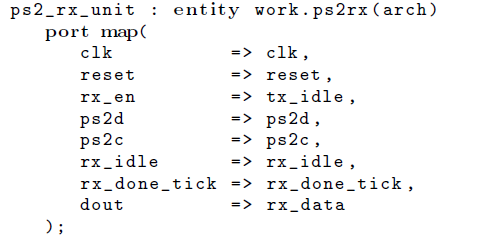 ps2_rx_unit : entity work.ps2rx(arch)
   port map(
      clk          => clk,
      reset        => reset,
      rx_en        => tx_idle,
      ps2d         => ps2d,
      ps2c         => ps2c,
      rx_idle      => rx_idle,
      rx_done_tick => rx_done_tick,
      dout         => rx_data
   );